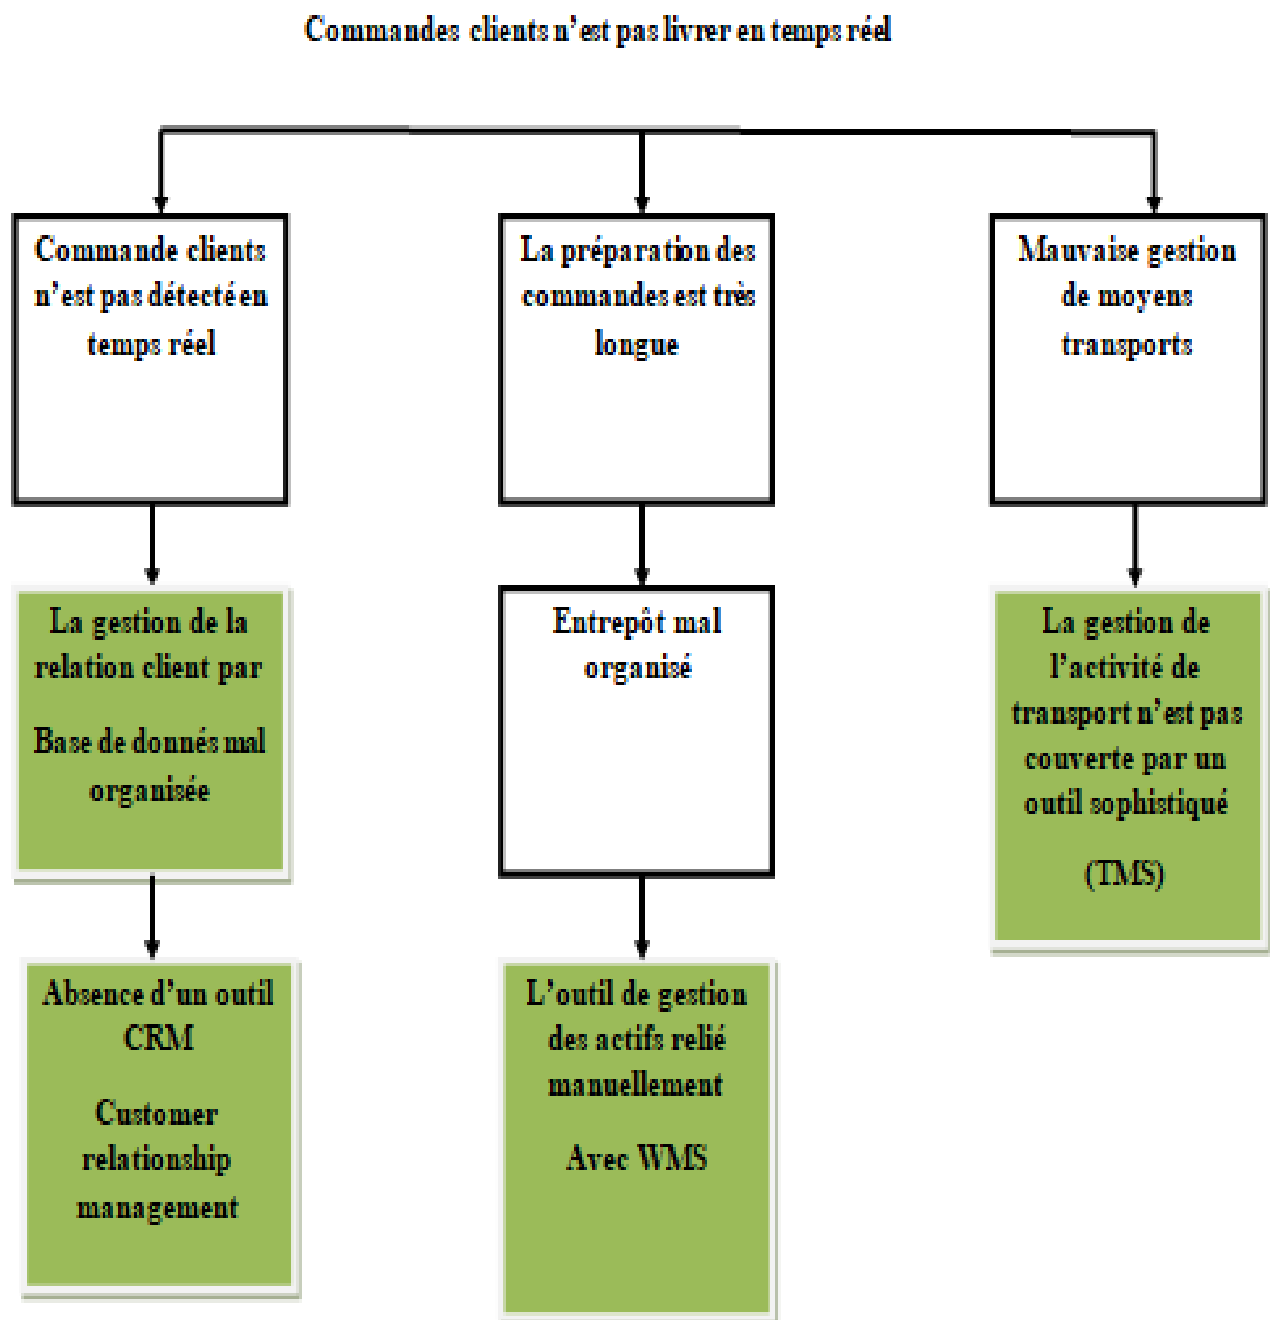 Commandes clients n'est pas livrer en temps réel
Commande clients
n'est pas détecté en
temps réel
La préparation des
commandes est très
longue
Mauvaise gestion
de moyens
transports
La gestion de la
relation client par
Base de donnés mal
organisée
Entrepôt mal
organisé
La gestion de
l'activité de
transport n'est pas
couverte par un
outil sophistiqué
(TMS)
Absence d'un outil
CRM
Customer
relationship
management
L'outil de gestion
des actifs relié
manuellement
Avec WMS